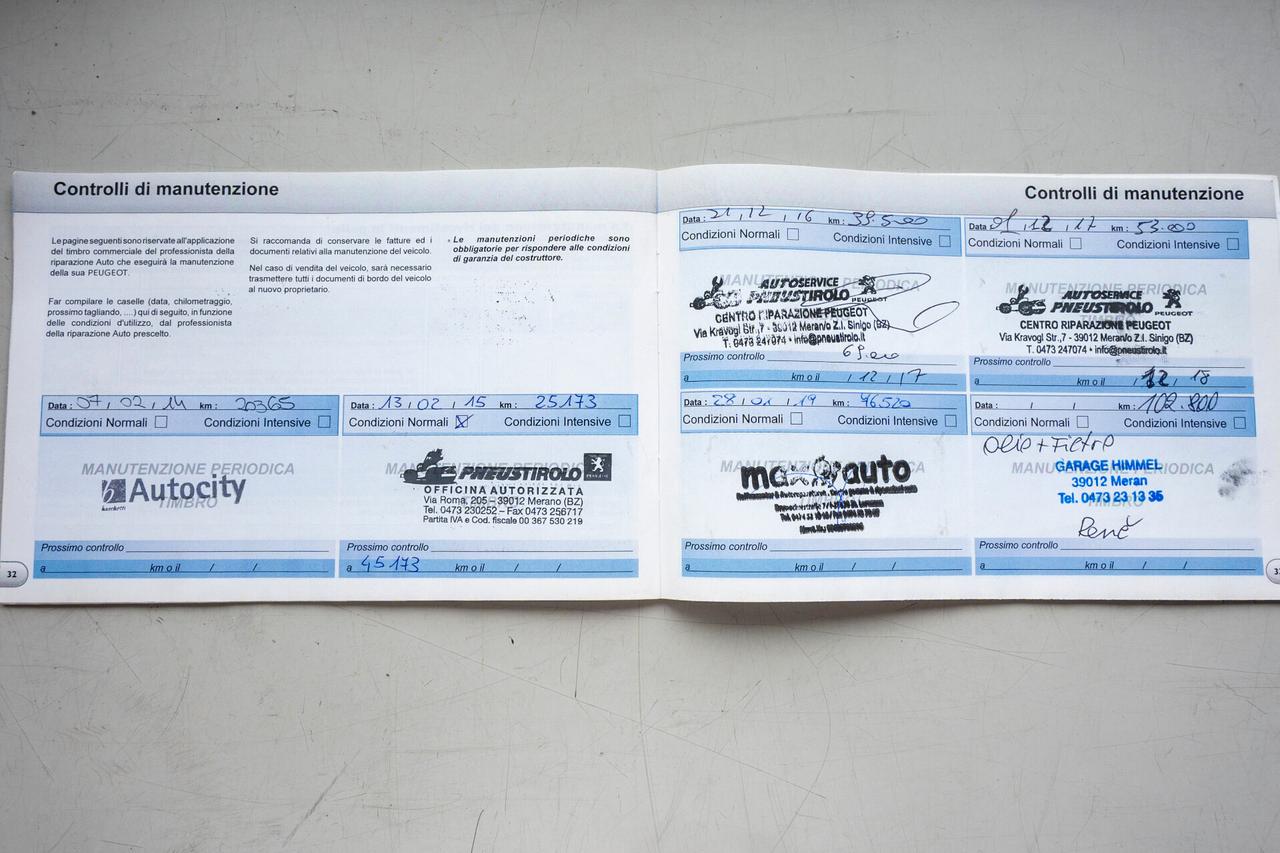 Controlli di manutenzione
Le pagine seguenti sono riservate all'applicazione
del timbro commerciale del professionista della
riparazione Auto che eseguirà la manutenzione
della sua PEUGEOT.
Far compilare le caselle (data, chilometraggio,
prossimo tagliando, ....) qui di seguito, in funzione
delle condizioni d'utilizzo, dal professionista
della riparazione Auto prescelto.
Si raccomanda di conservare le fatture ed i
documenti relativi alla manutenzione del veicolo.
Nel caso di vendita del veicolo, sarà necessario
trasmettere tutti i documenti di bordo del veicolo
al nuovo proprietario.
Le manutenzioni periodiche sono
obbligatorie per rispondere alle condizioni
di garanzia del costruttore.
Data : 07 / 02 / 14 km : 20365
Condizioni Normali Condizioni Intensive
MANUTENZIONE PERIODICA
Autocity
TIMBRO
Prossimo controllo
a km o il / /
Data : 13 / 02 / 15 km : 25173
Condizioni Normali Condizioni Intensive
MANUTENZIONE PERIODICA
PNEUSTIROLO
OFFICINA AUTORIZZATA
Via Roma, 205 – 39012 Merano (BZ)
Tel. 0473 230252 – Fax 0473 256717
Partita IVA e Cod. fiscale 00 367 530 219
Prossimo controllo
a 45173 km o il / /
32
Controlli di manutenzione
Data : 21 / 12 / 16 km : 39.500
Condizioni Normali Condizioni Intensive
MANUTENZIONE PERIODICA
AUTOSERVICE
PNEUSTIROLO PEUGEOT
CENTRO RIPARAZIONE PEUGEOT
Via Kravogl Str.,7 - 39012 Meran/o Z.I. Sinigo (BZ)
T. 0473 247074 • info@pneustirolo.it
Prossimo controllo
a km o il / 12 / 17
Data : / 12 / 17 km : 53.000
Condizioni Normali Condizioni Intensive
MANUTENZIONE PERIODICA
AUTOSERVICE
PNEUSTIROLO PEUGEOT
CENTRO RIPARAZIONE PEUGEOT
Via Kravogl Str.,7 - 39012 Meran/o Z.I. Sinigo (BZ)
T. 0473 247074 • info@pneustirolo.it
Prossimo controllo
a km o il / 12 / 18
Data : 28 / 01 / 19 km :
Condizioni Normali Condizioni Intensive
MANUTENZIONE PERIODICA
auto
Prossimo controllo
a km o il / /
Data : / / km : 102.800
Condizioni Normali Condizioni Intensive
Olio + Filtro
MANUTENZIONE PERIODICA
GARAGE HIMMEL
39012 Meran
TIMBRO
Tel. 0473 23 13 35
René
Prossimo controllo
a km o il / /